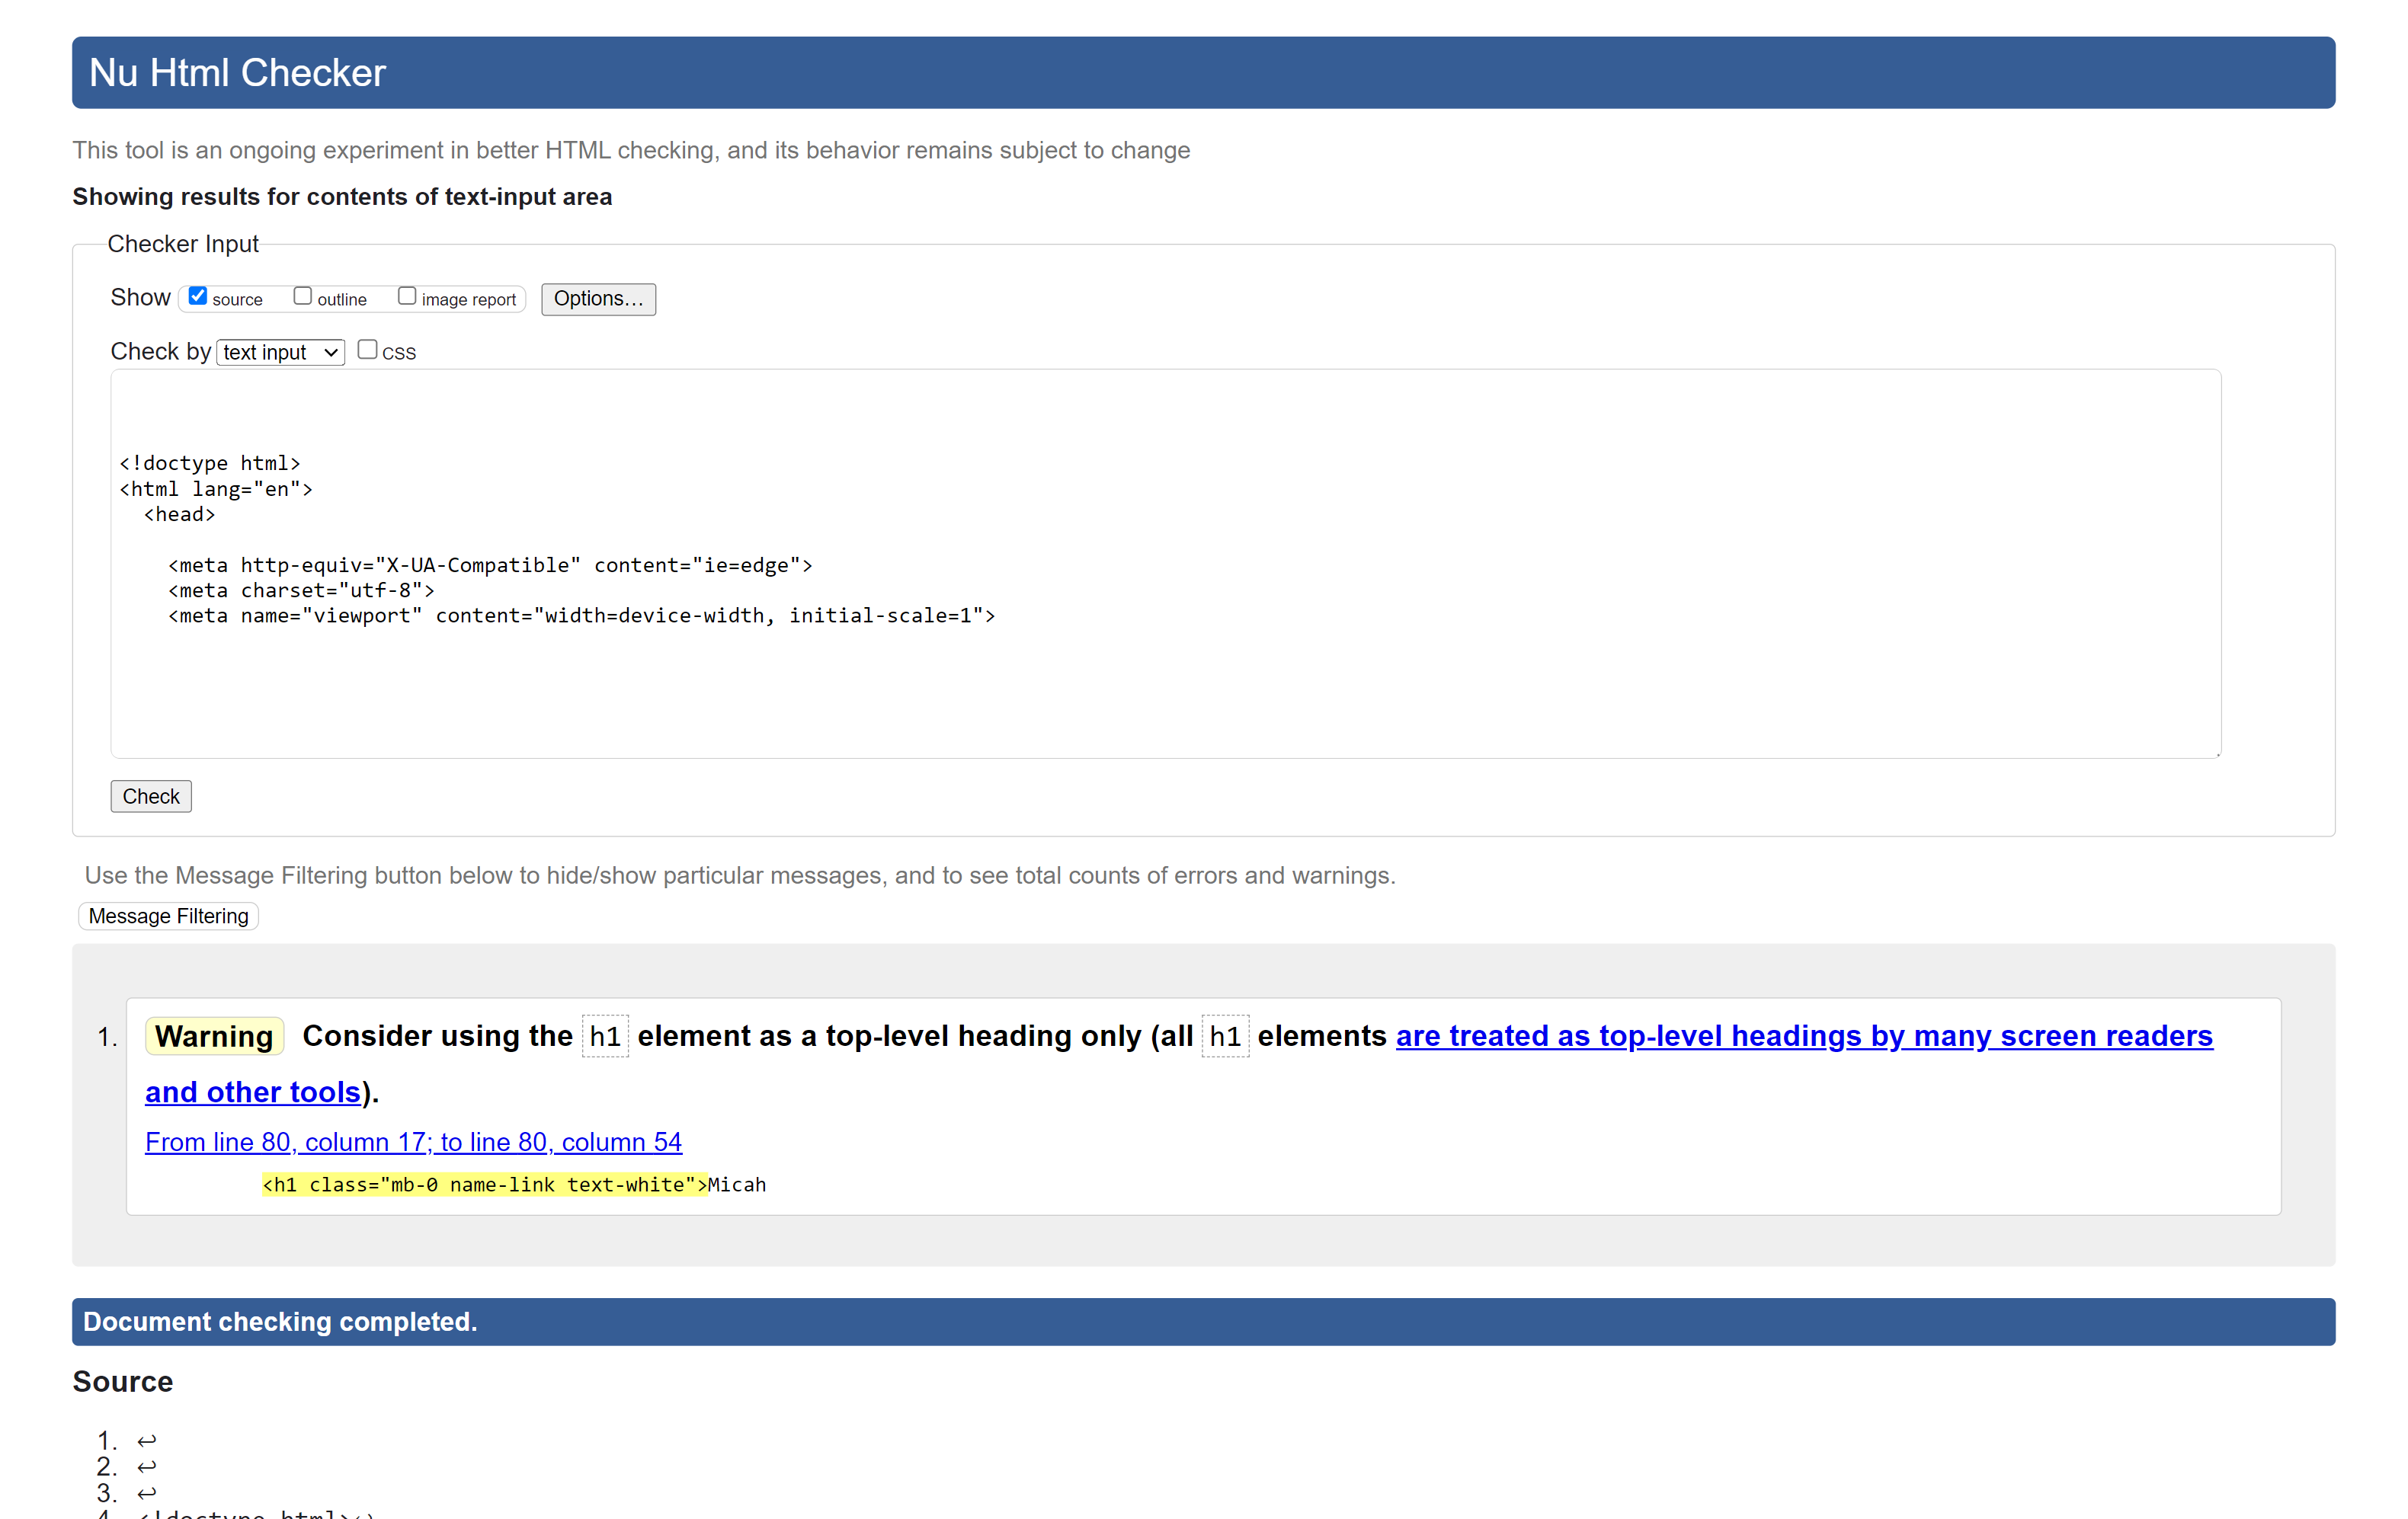 Nu Html Checker
This tool is an ongoing experiment in better HTML checking, and its behavior remains subject to change
Showing results for contents of text-input area
Checker Input
Show source outline image report Options...
Check by text input CSS
<!doctype html>
<html lang="en">
<head>
<meta http-equiv="X-UA-Compatible" content="ie=edge">
<meta charset="utf-8">
<meta name="viewport" content="width=device-width, initial-scale=1">
Check
Use the Message Filtering button below to hide/show particular messages, and to see total counts of errors and warnings.
Message Filtering
1. Warning Consider using the h1 element as a top-level heading only (all h1 elements are treated as top-level headings by many screen readers
and other tools).
From line 80, column 17; to line 80, column 54
<h1 class="mb-0 name-link text-white">Micah
Document checking completed.
Source
1. ↩
2. ↩
3. ↩
4. <!doctype html>↩